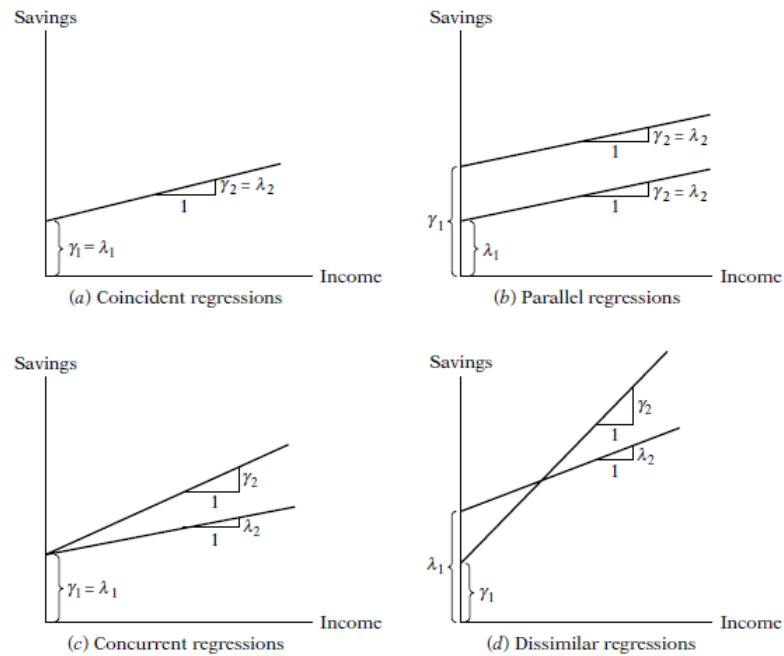 Savings
γ₂ = λ₂
1
γ₁ = λ₁
Income
(a) Coincident regressions
Savings
γ₂ = λ₂
1
γ₂ = λ₂
1
γ₁
λ₁
Income
(b) Parallel regressions
Savings
γ₂
1
λ₂
1
γ₁ = λ₁
Income
(c) Concurrent regressions
Savings
γ₂
1
λ₂
1
λ₁
γ₁
Income
(d) Dissimilar regressions